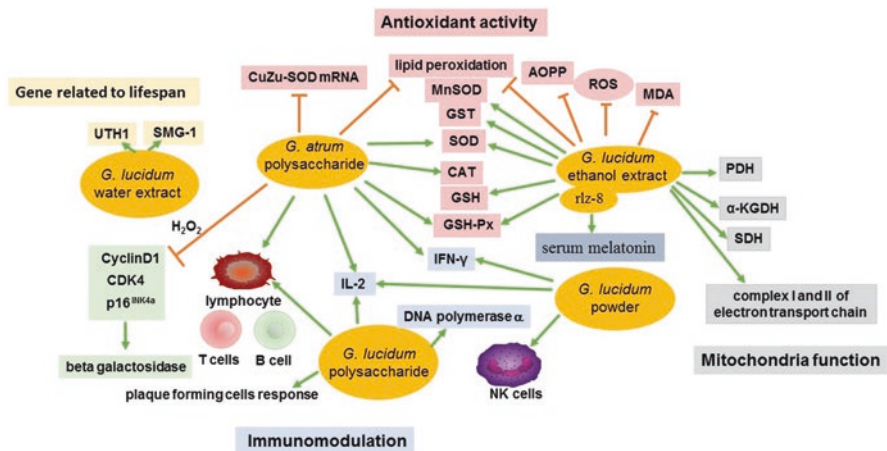 Antioxidant activity
lipid peroxidation
AOPP
ROS
MDA
CuZu-SOD mRNA
MnSOD
GST
SOD
CAT
GSH
GSH-Px
Gene related to lifespan
UTH1
SMG-1
G. lucidum
water extract
G. atrum
polysaccharide
G. lucidum
ethanol extract
rlz-8
PDH
α-KGDH
SDH
complex I and II of
electron transport chain
Mitochondria function
H₂O₂
CyclinD1
CDK4
p16ᴵᴺᴷ⁴ᵃ
beta galactosidase
lymphocyte
T cells
B cell
IL-2
IFN-γ
serum melatonin
G. lucidum
powder
DNA polymerase α
G. lucidum
polysaccharide
plaque forming cells response
NK cells
Immunomodulation